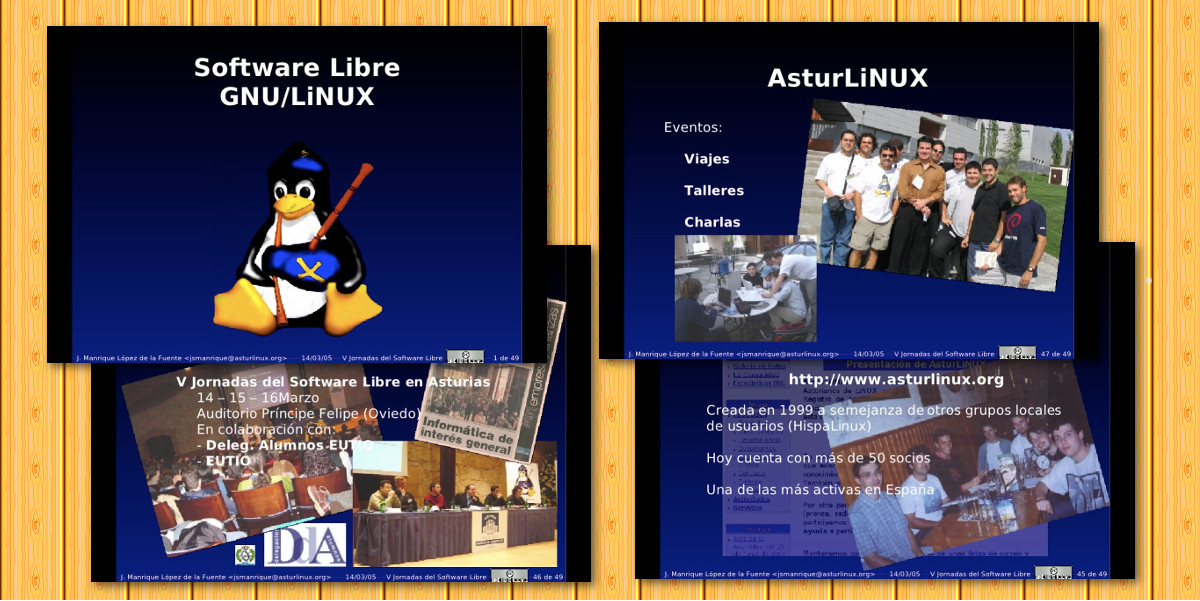 Software Libre
GNU/LiNUX
J. Manrique López de la Fuente <jsmanrique@asturlinux.org> 14/03/05 V Jornadas del Software Libre 1 de 49
V Jornadas del Software Libre en Asturias
14 – 15 – 16Marzo
Auditorio Príncipe Felipe (Oviedo)
En colaboración con:
- Deleg. Alumnos EUTIO
- EUTIO
Informática de
interés general
DdA
J. Manrique López de la Fuente <jsmanrique@asturlinux.org> 14/03/05 V Jornadas del Software Libre 46 de 49
AsturLiNUX
Eventos:
Viajes
Talleres
Charlas
J. Manrique López de la Fuente <jsmanrique@asturlinux.org> 14/03/05 V Jornadas del Software Libre 47 de 49
Presentación de AsturLiNUX
http://www.asturlinux.org
Creada en 1999 a semejanza de otros grupos locales
de usuarios (HispaLinux)
Hoy cuenta con más de 50 socios
Una de las más activas en España
J. Manrique López de la Fuente <jsmanrique@asturlinux.org> 14/03/05 V Jornadas del Software Libre 45 de 49